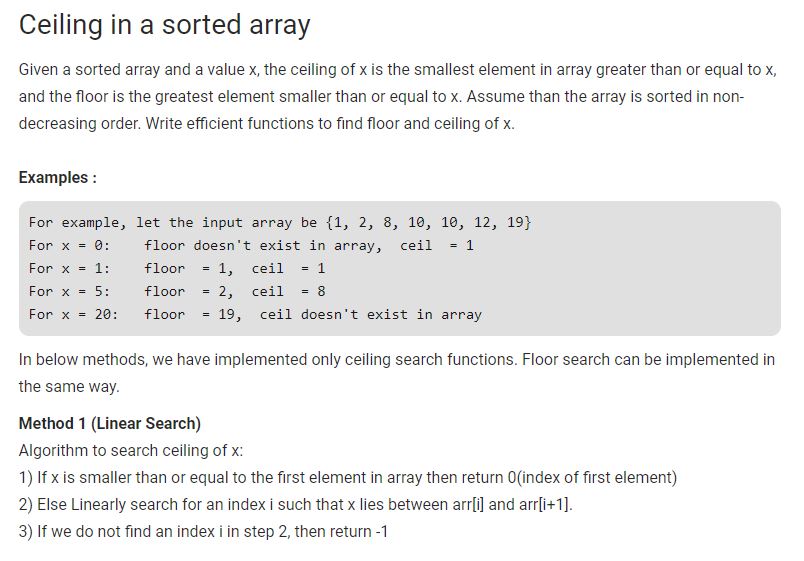 Ceiling in a sorted array
Given a sorted array and a value x, the ceiling of x is the smallest element in array greater than or equal to x,
and the floor is the greatest element smaller than or equal to x. Assume than the array is sorted in non-
decreasing order. Write efficient functions to find floor and ceiling of x.
Examples :
For example, let the input array be {1, 2, 8, 10, 10, 12, 19}
For x = 0:    floor doesn't exist in array,  ceil  = 1
For x = 1:    floor  = 1,  ceil  = 1
For x = 5:    floor  = 2,  ceil  = 8
For x = 20:   floor  = 19,  ceil doesn't exist in array
In below methods, we have implemented only ceiling search functions. Floor search can be implemented in
the same way.
Method 1 (Linear Search)
Algorithm to search ceiling of x:
1) If x is smaller than or equal to the first element in array then return 0(index of first element)
2) Else Linearly search for an index i such that x lies between arr[i] and arr[i+1].
3) If we do not find an index i in step 2, then return -1